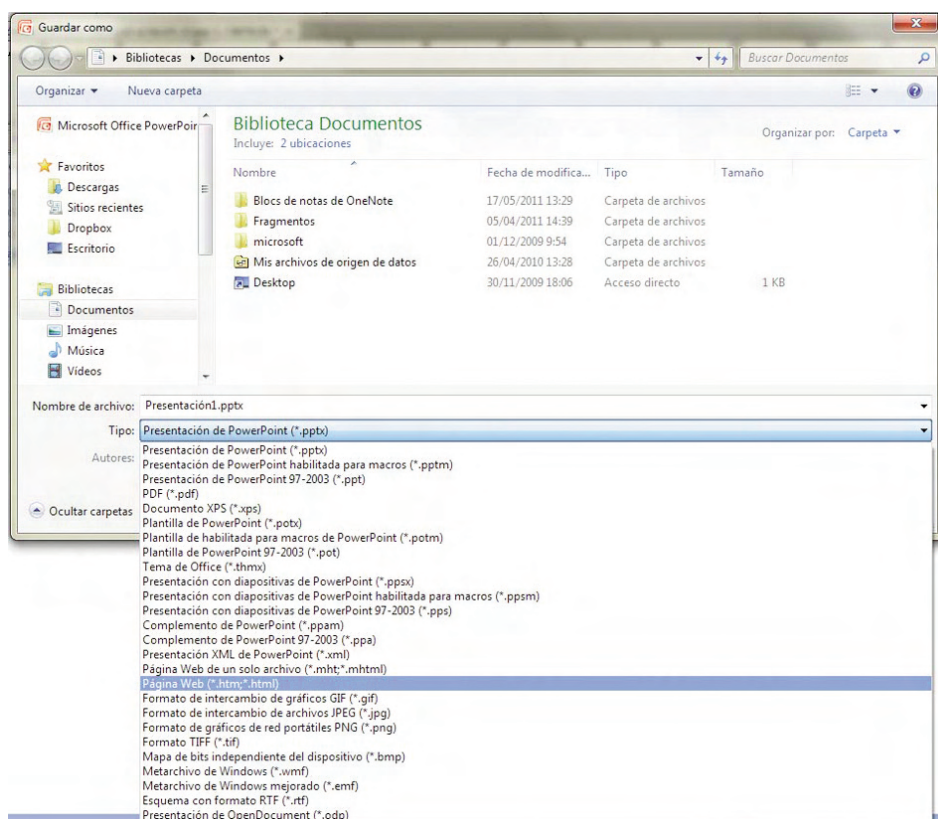 Guardar como
Bibliotecas Documentos
Buscar Documentos
Organizar Nueva carpeta
Microsoft Office PowerPoir
Favoritos
Descargas
Sitios recientes
Dropbox
Escritorio
Bibliotecas
Documentos
Imágenes
Música
Vídeos
Biblioteca Documentos
Incluye: 2 ubicaciones
Organizar por: Carpeta
Nombre Fecha de modifica... Tipo Tamaño
Blocs de notas de OneNote 17/05/2011 13:29 Carpeta de archivos
Fragmentos 05/04/2011 14:39 Carpeta de archivos
microsoft 01/12/2009 9:54 Carpeta de archivos
Mis archivos de origen de datos 26/04/2010 13:28 Carpeta de archivos
Desktop 30/11/2009 18:06 Acceso directo 1 KB
Nombre de archivo: Presentación1.pptx
Tipo: Presentación de PowerPoint (*.pptx)
Autores:
Ocultar carpetas
Presentación de PowerPoint (*.pptx)
Presentación de PowerPoint habilitada para macros (*.pptm)
Presentación de PowerPoint 97-2003 (*.ppt)
PDF (*.pdf)
Documento XPS (*.xps)
Plantilla de PowerPoint (*.potx)
Plantilla de habilitada para macros de PowerPoint (*.potm)
Plantilla de PowerPoint 97-2003 (*.pot)
Tema de Office (*.thmx)
Presentación con diapositivas de PowerPoint (*.ppsx)
Presentación con diapositivas de PowerPoint habilitada para macros (*.ppsm)
Presentación con diapositivas de PowerPoint 97-2003 (*.pps)
Complemento de PowerPoint (*.ppam)
Complemento de PowerPoint 97-2003 (*.ppa)
Presentación XML de PowerPoint (*.xml)
Página Web de un solo archivo (*.mht;*.mhtml)
Página Web (*.htm;*.html)
Formato de intercambio de gráficos GIF (*.gif)
Formato de intercambio de archivos JPEG (*.jpg)
Formato de gráficos de red portátiles PNG (*.png)
Formato TIFF (*.tif)
Mapa de bits independiente del dispositivo (*.bmp)
Metarchivo de Windows (*.wmf)
Metarchivo de Windows mejorado (*.emf)
Esquema con formato RTF (*.rtf)
Presentación de OpenDocument (*.odp)